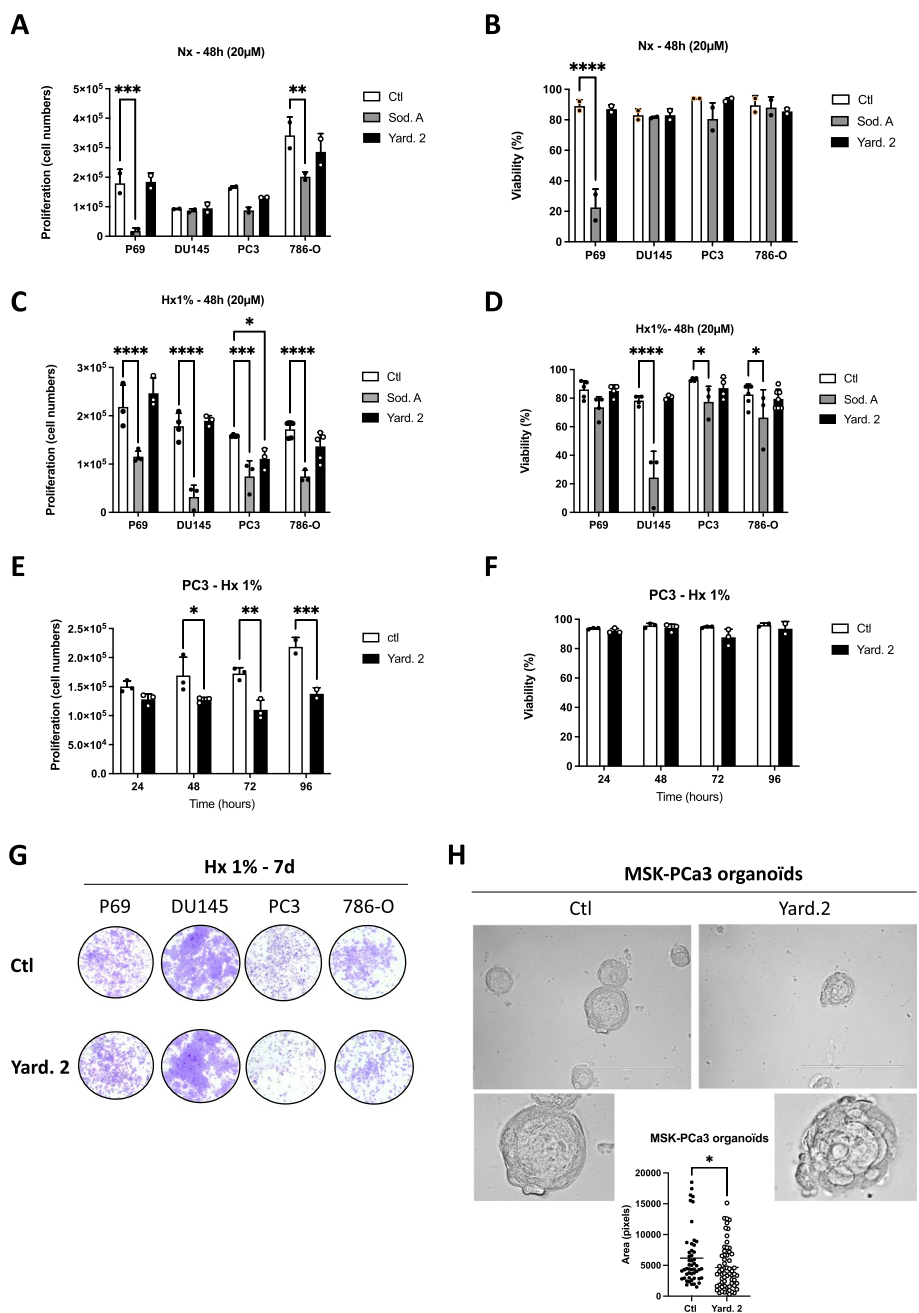 A
Nx - 48h (20µM)
Proliferation (cell numbers)
5×10⁵
4×10⁵
3×10⁵
2×10⁵
1×10⁵
0
***
**
P69
DU145
PC3
786-O
Ctl
Sod. A
Yard. 2
B
Nx - 48h (20µM)
Viability (%)
100
80
60
40
20
0
****
P69
DU145
PC3
786-O
Ctl
Sod. A
Yard. 2
C
Hx1% - 48h (20µM)
Proliferation (cell numbers)
3×10⁵
2×10⁵
1×10⁵
0
****
****
***
*
****
P69
DU145
PC3
786-O
Ctl
Sod. A
Yard. 2
D
Hx1%- 48h (20µM)
Viability (%)
100
80
60
40
20
0
****
*
*
P69
DU145
PC3
786-O
Ctl
Sod. A
Yard. 2
E
PC3 - Hx 1%
Proliferation (cell numbers)
2.5×10⁵
2.0×10⁵
1.5×10⁵
1.0×10⁵
5.0×10⁴
0.0
*
**
***
24
48
72
96
Time (hours)
ctl
Yard. 2
F
PC3 - Hx 1%
Viability (%)
100
80
60
40
20
0
24
48
72
96
Time (hours)
Ctl
Yard. 2
G
Hx 1% - 7d
P69
DU145
PC3
786-O
Ctl
Yard. 2
H
MSK-PCa3 organoïds
Ctl
Yard.2
MSK-PCa3 organoïds
Area (pixels)
20000
15000
10000
5000
0
*
Ctl
Yard. 2